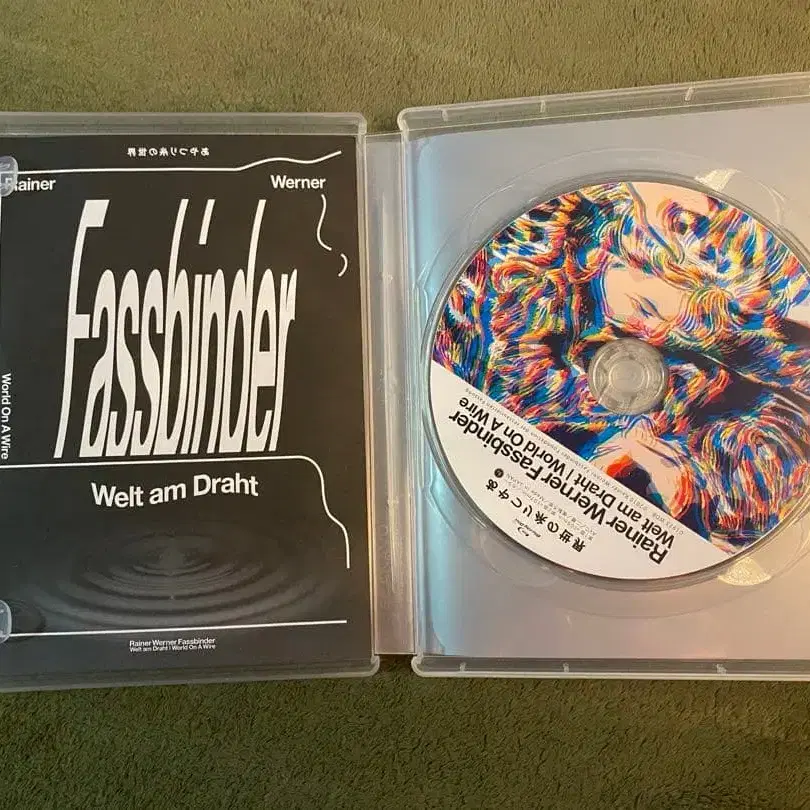 あやつり糸の世界
Rainer Werner
Fassbinder
World On A Wire
Welt am Draht
Rainer Werner Fassbinder
Welt am Draht | World On A Wire
Rainer Werner Fassbinder
Welt am Draht | World On A Wire
あやつり糸の世界